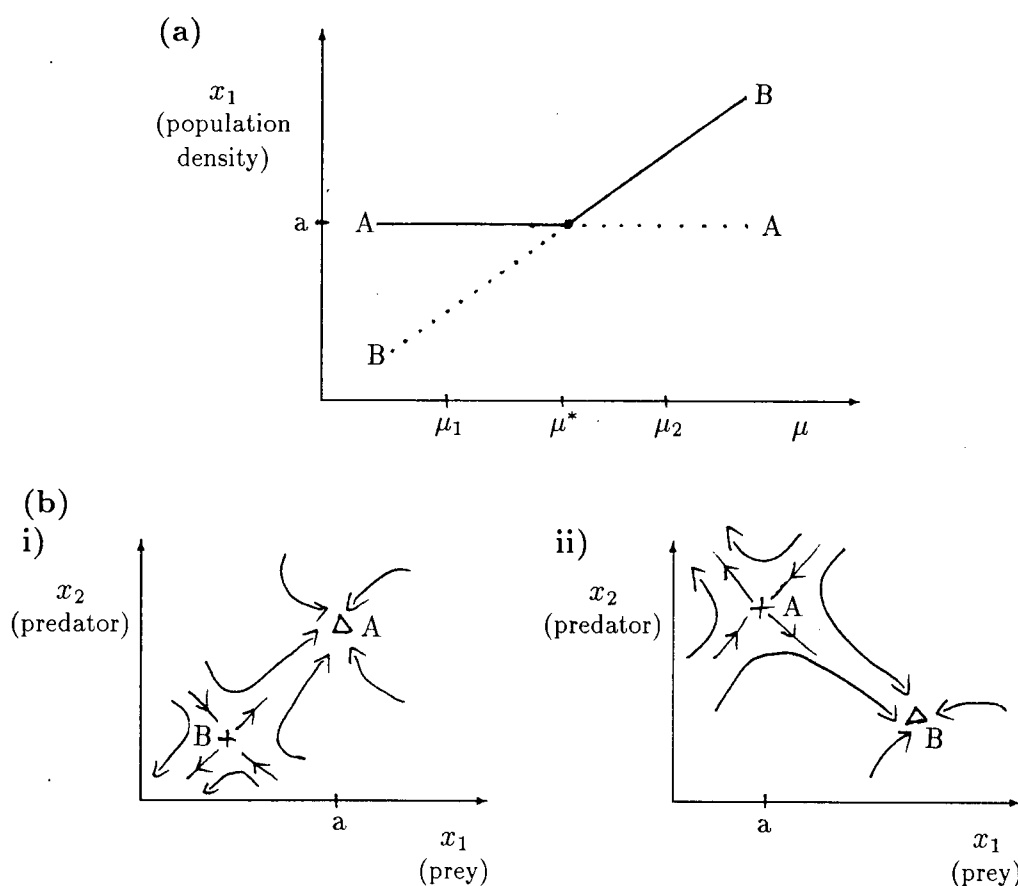 (a)
x₁
(population
density)
B
a
A
A
B
μ₁
μ*
μ₂
μ
(b)
i)
x₂
(predator)
A
B
a
x₁
(prey)
ii)
x₂
(predator)
A
B
a
x₁
(prey)